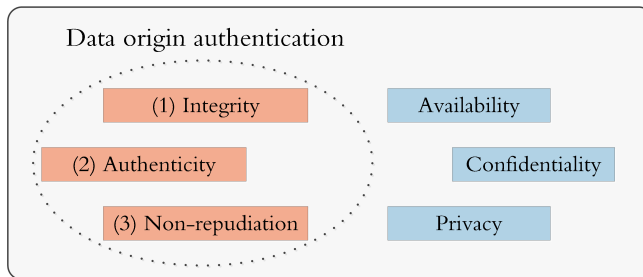 Data origin authentication
(1) Integrity
Availability
(2) Authenticity
Confidentiality
(3) Non-repudiation
Privacy